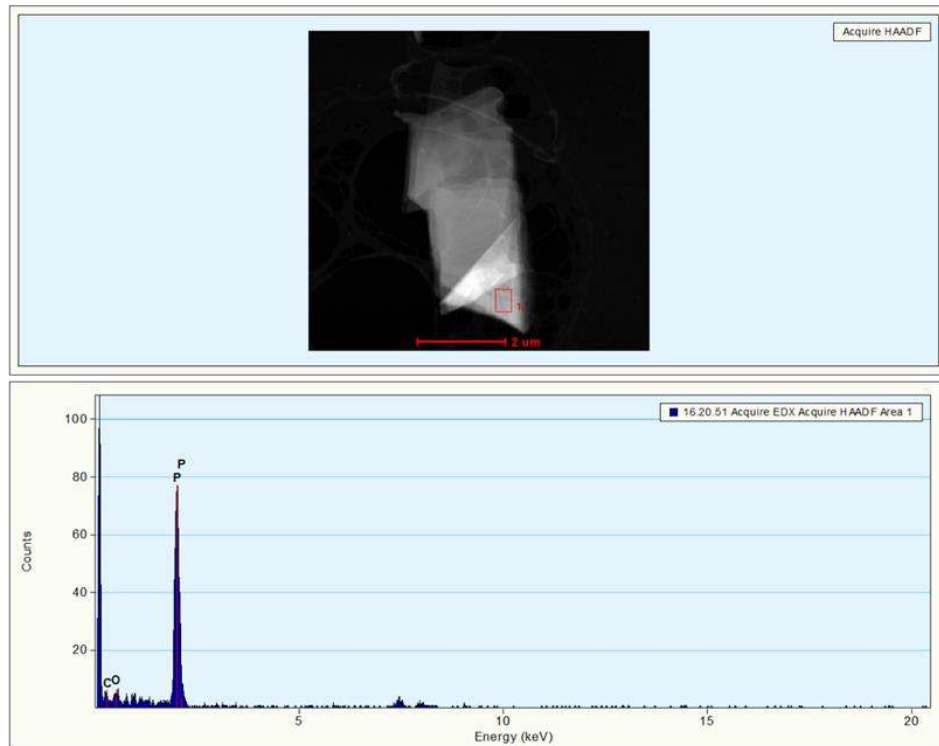 Acquire HAADF
1
2 um
16.20.51 Acquire EDX Acquire HAADF Area 1
100
80
60
40
20
Counts
P
P
C
O
5
10
15
20
Energy (keV)